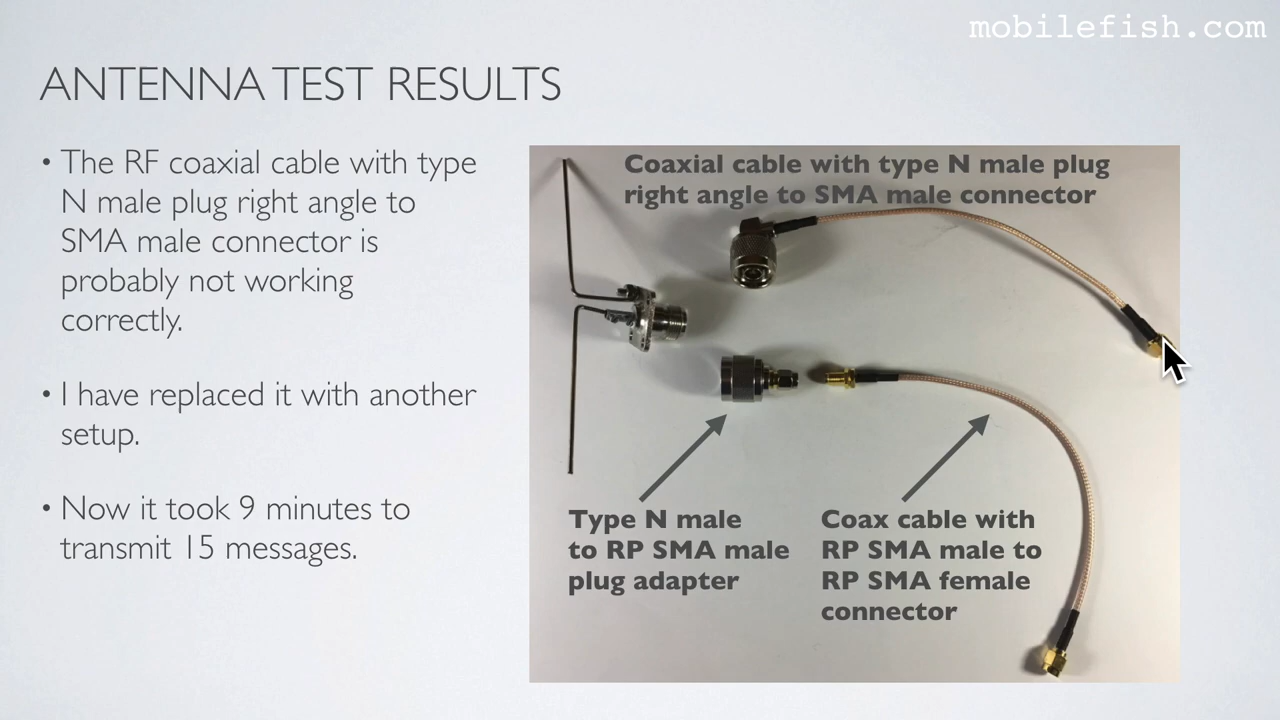 mobilefish.com
ANTENNA TEST RESULTS
• The RF coaxial cable with type
N male plug right angle to
SMA male connector is
probably not working
correctly.
• I have replaced it with another
setup.
• Now it took 9 minutes to
transmit 15 messages.
Coaxial cable with type N male plug
right angle to SMA male connector
Type N male
to RP SMA male
plug adapter
Coax cable with
RP SMA male to
RP SMA female
connector